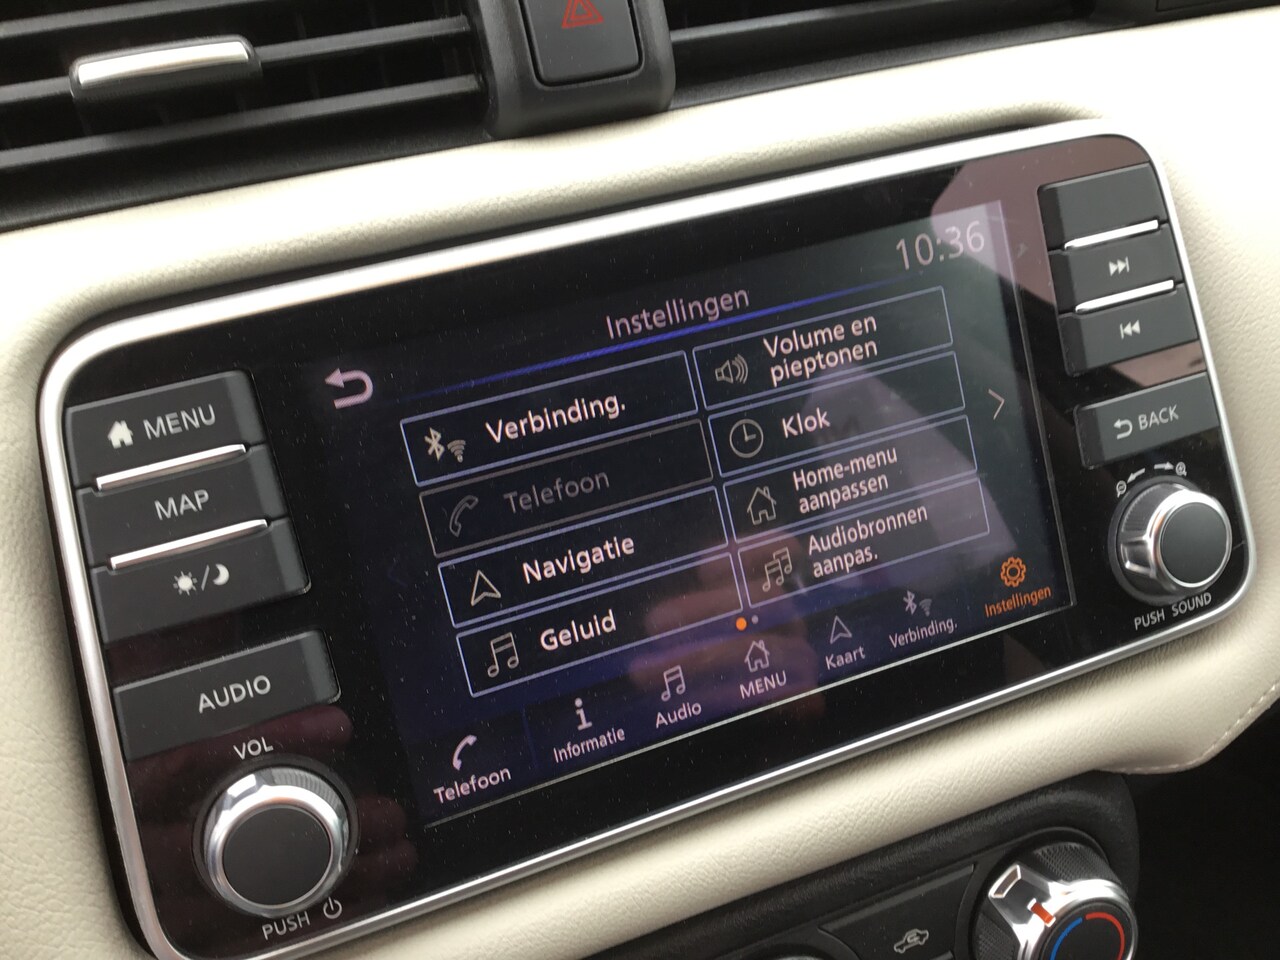 10:36
Instellingen
Verbinding.
Telefoon
Navigatie
Geluid
Volume en
pieptonen
Klok
Home-menu
aanpassen
Audiobronnen
aanpas.
Telefoon
Informatie
Audio
MENU
Kaart
Verbinding.
Instellingen
MENU
MAP
AUDIO
VOL
PUSH
BACK
PUSH SOUND